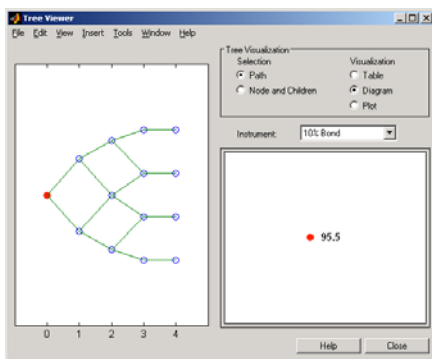 Tree Viewer
File Edit View Insert Tools Window Help
Tree Visualization
Selection Visualization
Path Table
Node and Children Diagram
Plot
Instrument: 10% Bond
95.5
0 1 2 3 4
Help Close